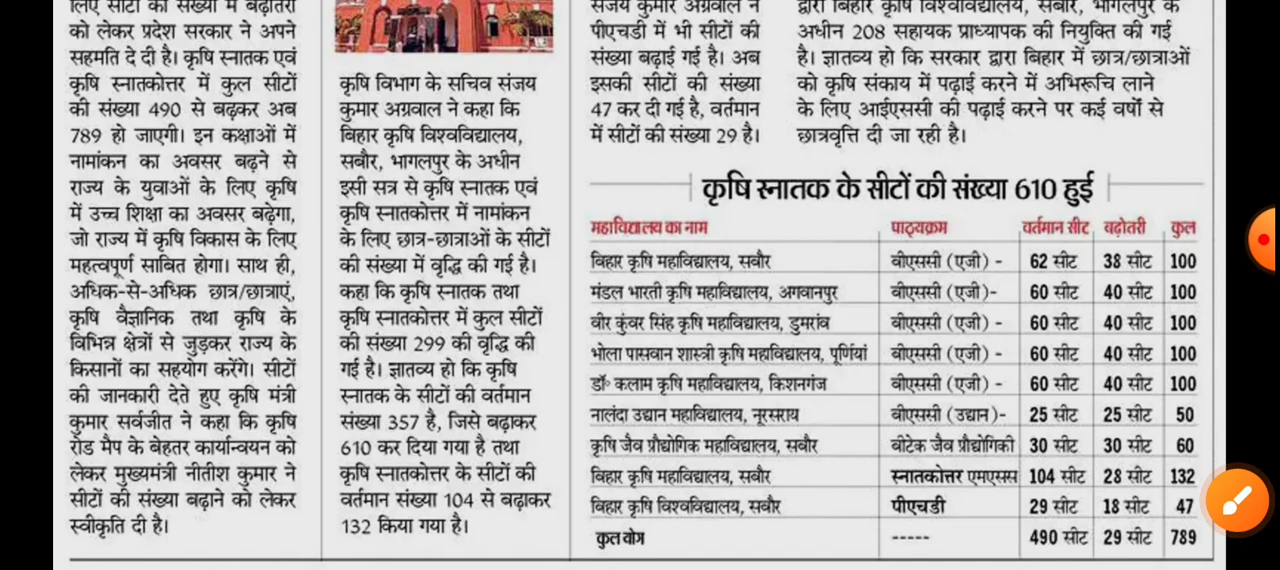 लिए सीटों की संख्या में बढ़ोतरी
को लेकर प्रदेश सरकार ने अपने
सहमति दे दी है। कृषि स्नातक एवं
कृषि स्नातकोत्तर में कुल सीटों
की संख्या 490 से बढ़कर अब
789 हो जाएगी। इन कक्षाओं में
नामांकन का अवसर बढ़ने से
राज्य के युवाओं के लिए कृषि
में उच्च शिक्षा का अवसर बढ़ेगा,
जो राज्य में कृषि विकास के लिए
महत्वपूर्ण साबित होगा। साथ ही,
अधिक-से-अधिक छात्र/छात्राएं,
कृषि वैज्ञानिक तथा कृषि के
विभिन्न क्षेत्रों से जुड़कर राज्य के
किसानों का सहयोग करेंगे। सीटों
की जानकारी देते हुए कृषि मंत्री
कुमार सर्वजीत ने कहा कि कृषि
रोड मैप के बेहतर कार्यान्वयन को
लेकर मुख्यमंत्री नीतीश कुमार ने
सीटों की संख्या बढ़ाने को लेकर
स्वीकृति दी है।
कृषि विभाग के सचिव संजय
कुमार अग्रवाल ने कहा कि
बिहार कृषि विश्वविद्यालय,
सबौर, भागलपुर के अधीन
इसी सत्र से कृषि स्नातक एवं
कृषि स्नातकोत्तर में नामांकन
के लिए छात्र-छात्राओं के सीटों
की संख्या में वृद्धि की गई है।
कहा कि कृषि स्नातक तथा
कृषि स्नातकोत्तर में कुल सीटों
की संख्या 299 की वृद्धि की
गई है। ज्ञातव्य हो कि कृषि
स्नातक के सीटों की वर्तमान
संख्या 357 है, जिसे बढ़ाकर
610 कर दिया गया है तथा
कृषि स्नातकोत्तर के सीटों की
वर्तमान संख्या 104 से बढ़ाकर
132 किया गया है।
संजय कुमार अग्रवाल ने
पीएचडी में भी सीटों की
संख्या बढ़ाई गई है। अब
इसकी सीटों की संख्या
47 कर दी गई है, वर्तमान
में सीटों की संख्या 29 है।
द्वारा बिहार कृषि विश्वविद्यालय, सबौर, भागलपुर के
अधीन 208 सहायक प्राध्यापक की नियुक्ति की गई
है। ज्ञातव्य हो कि सरकार द्वारा बिहार में छात्र/छात्राओं
को कृषि संकाय में पढ़ाई करने में अभिरूचि लाने
के लिए आईएससी की पढ़ाई करने पर कई वर्षों से
छात्रवृत्ति दी जा रही है।
कृषि स्नातक के सीटों की संख्या 610 हुई
महाविद्यालय का नाम पाठ्यक्रम वर्तमान सीट बढ़ोतरी कुल
बिहार कृषि महाविद्यालय, सबौर बीएससी (एजी) - 62 सीट 38 सीट 100
मंडल भारती कृषि महाविद्यालय, अगवानपुर बीएससी (एजी)- 60 सीट 40 सीट 100
वीर कुंवर सिंह कृषि महाविद्यालय, डुमरांव बीएससी (एजी) - 60 सीट 40 सीट 100
भोला पासवान शास्त्री कृषि महाविद्यालय, पूर्णियां बीएससी (एजी) - 60 सीट 40 सीट 100
डॉ॰ कलाम कृषि महाविद्यालय, किशनगंज बीएससी (एजी) - 60 सीट 40 सीट 100
नालंदा उद्यान महाविद्यालय, नूरसराय बीएससी (उद्यान)- 25 सीट 25 सीट 50
कृषि जैव प्रौद्योगिक महाविद्यालय, सबौर बीटेक जैव प्रौद्योगिकी 30 सीट 30 सीट 60
बिहार कृषि महाविद्यालय, सबौर स्नातकोत्तर एमएसस 104 सीट 28 सीट 132
बिहार कृषि विश्वविद्यालय, सबौर पीएचडी 29 सीट 18 सीट 47
कुल योग ----- 490 सीट 29 सीट 789